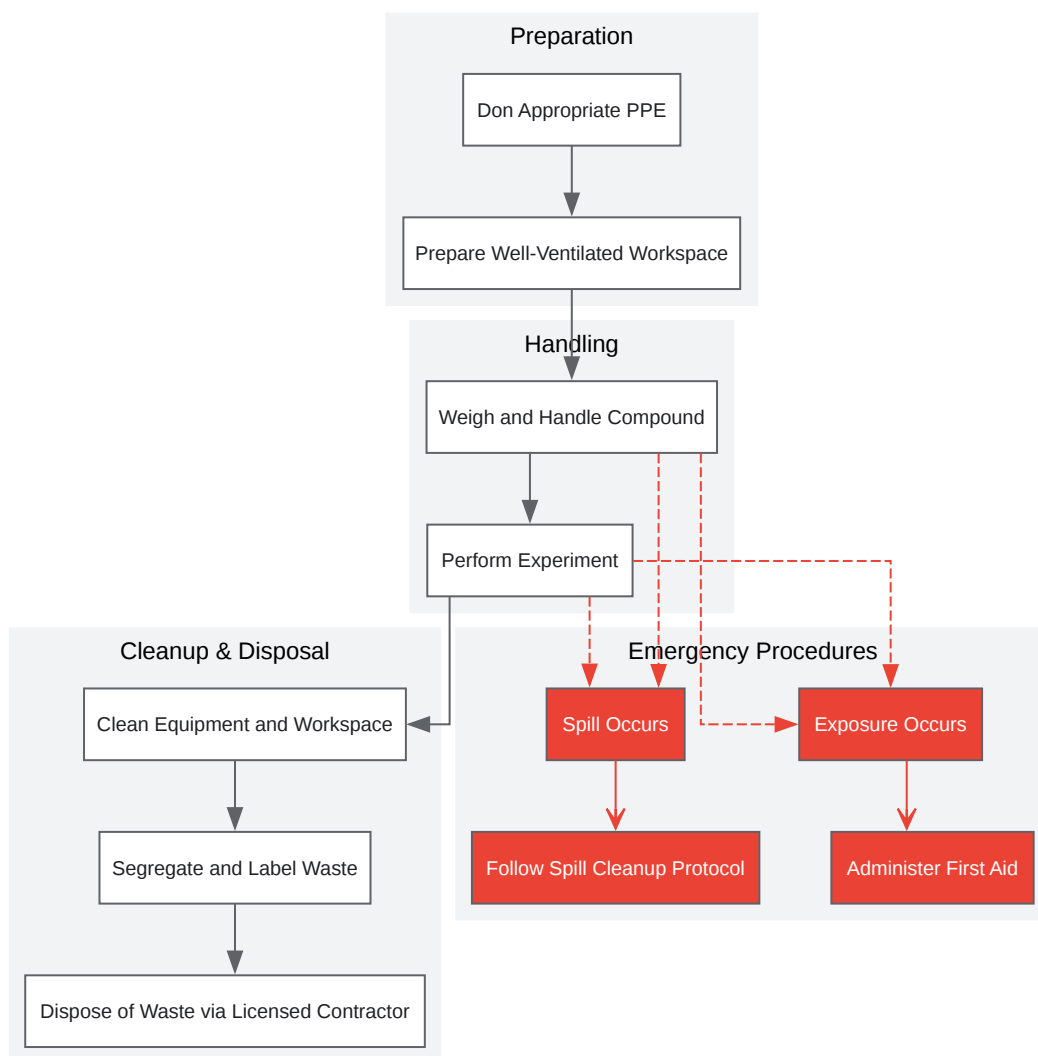 Preparation
Don Appropriate PPE
Prepare Well-Ventilated Workspace
Handling
Weigh and Handle Compound
Perform Experiment
Cleanup & Disposal
Clean Equipment and Workspace
Segregate and Label Waste
Dispose of Waste via Licensed Contractor
Emergency Procedures
Spill Occurs
Exposure Occurs
Follow Spill Cleanup Protocol
Administer First Aid